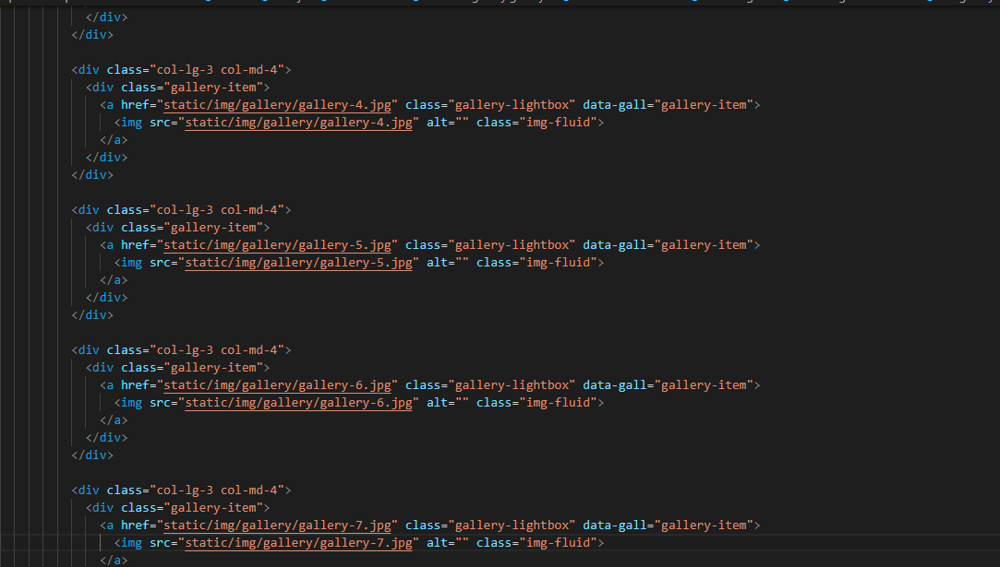 </div>
</div>
<div class="col-lg-3 col-md-4">
<div class="gallery-item">
<a href="static/img/gallery/gallery-4.jpg" class="gallery-lightbox" data-gall="gallery-item">
<img src="static/img/gallery/gallery-4.jpg" alt="" class="img-fluid">
</a>
</div>
</div>
<div class="col-lg-3 col-md-4">
<div class="gallery-item">
<a href="static/img/gallery/gallery-5.jpg" class="gallery-lightbox" data-gall="gallery-item">
<img src="static/img/gallery/gallery-5.jpg" alt="" class="img-fluid">
</a>
</div>
</div>
<div class="col-lg-3 col-md-4">
<div class="gallery-item">
<a href="static/img/gallery/gallery-6.jpg" class="gallery-lightbox" data-gall="gallery-item">
<img src="static/img/gallery/gallery-6.jpg" alt="" class="img-fluid">
</a>
</div>
</div>
<div class="col-lg-3 col-md-4">
<div class="gallery-item">
<a href="static/img/gallery/gallery-7.jpg" class="gallery-lightbox" data-gall="gallery-item">
<img src="static/img/gallery/gallery-7.jpg" alt="" class="img-fluid">
</a>